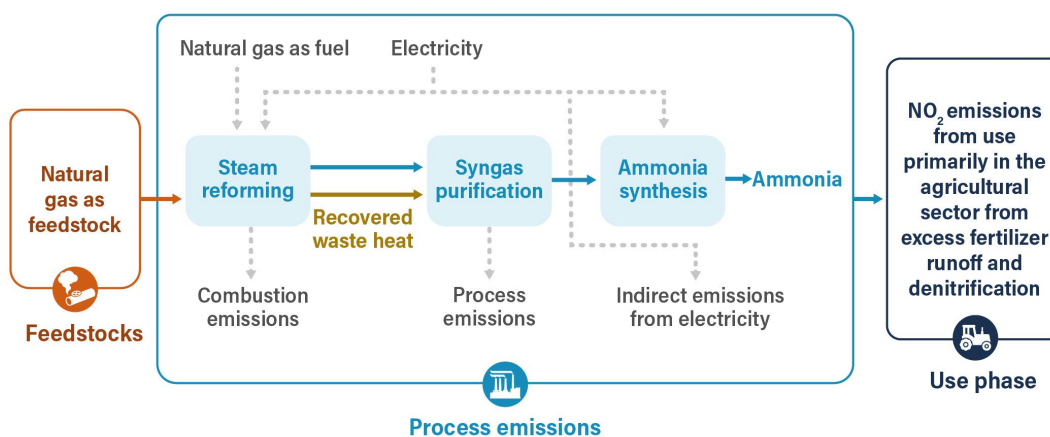 Natural gas as fuel
Electricity
Natural
gas as
feedstock
Feedstocks
Steam
reforming
Recovered
waste heat
Syngas
purification
Ammonia
synthesis
Ammonia
Combustion
emissions
Process
emissions
Indirect emissions
from electricity
Process emissions
NO₂ emissions
from use
primarily in the
agricultural
sector from
excess fertilizer
runoff and
denitrification
Use phase